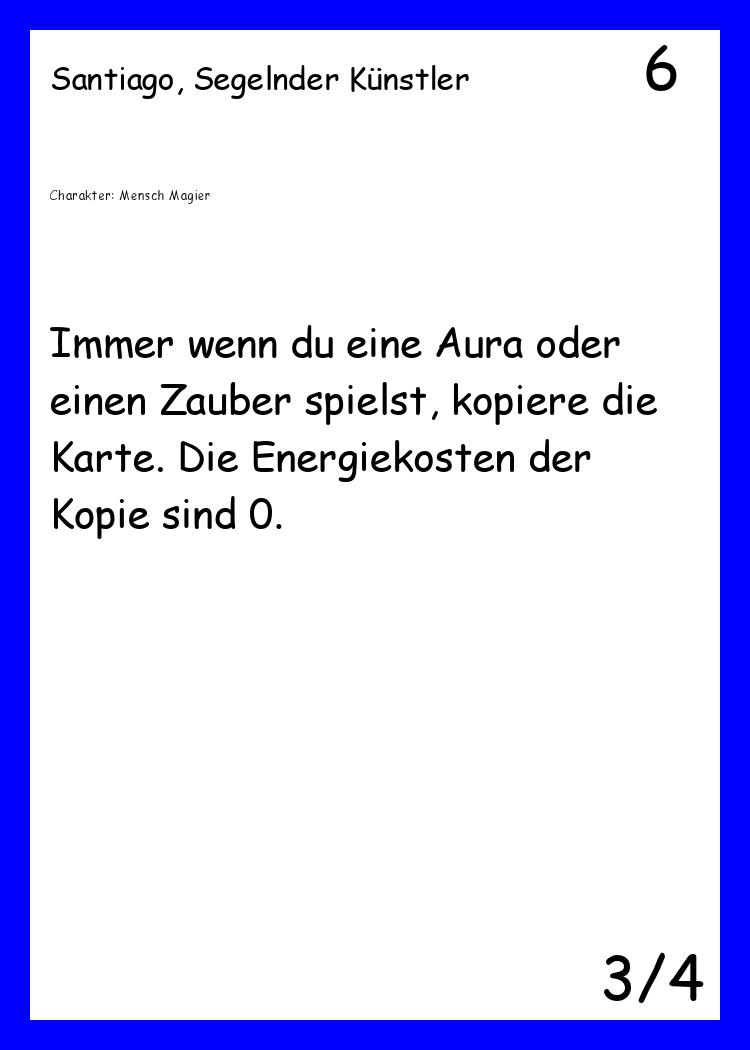 Santiago, Segelnder Künstler
6
Charakter: Mensch Magier
Immer wenn du eine Aura oder
einen Zauber spielst, kopiere die
Karte. Die Energiekosten der
Kopie sind 0.
3/4